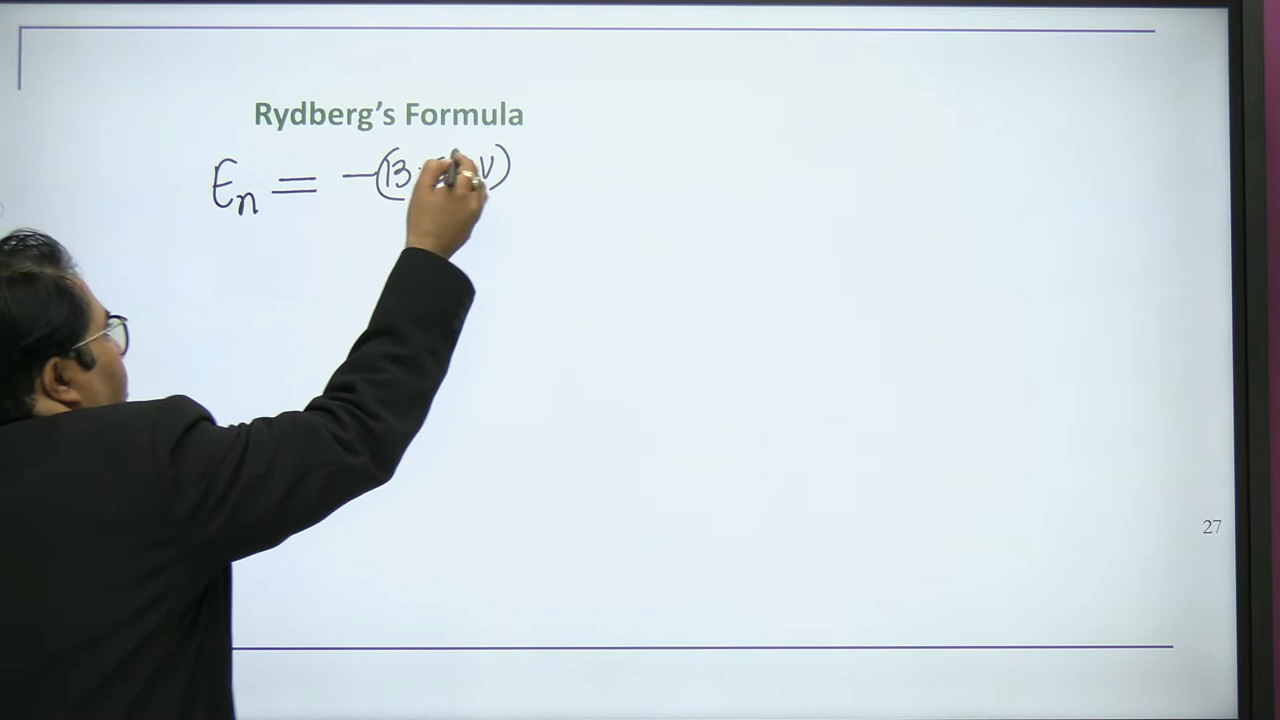 Rydberg's Formula
En = -(13. V)
27